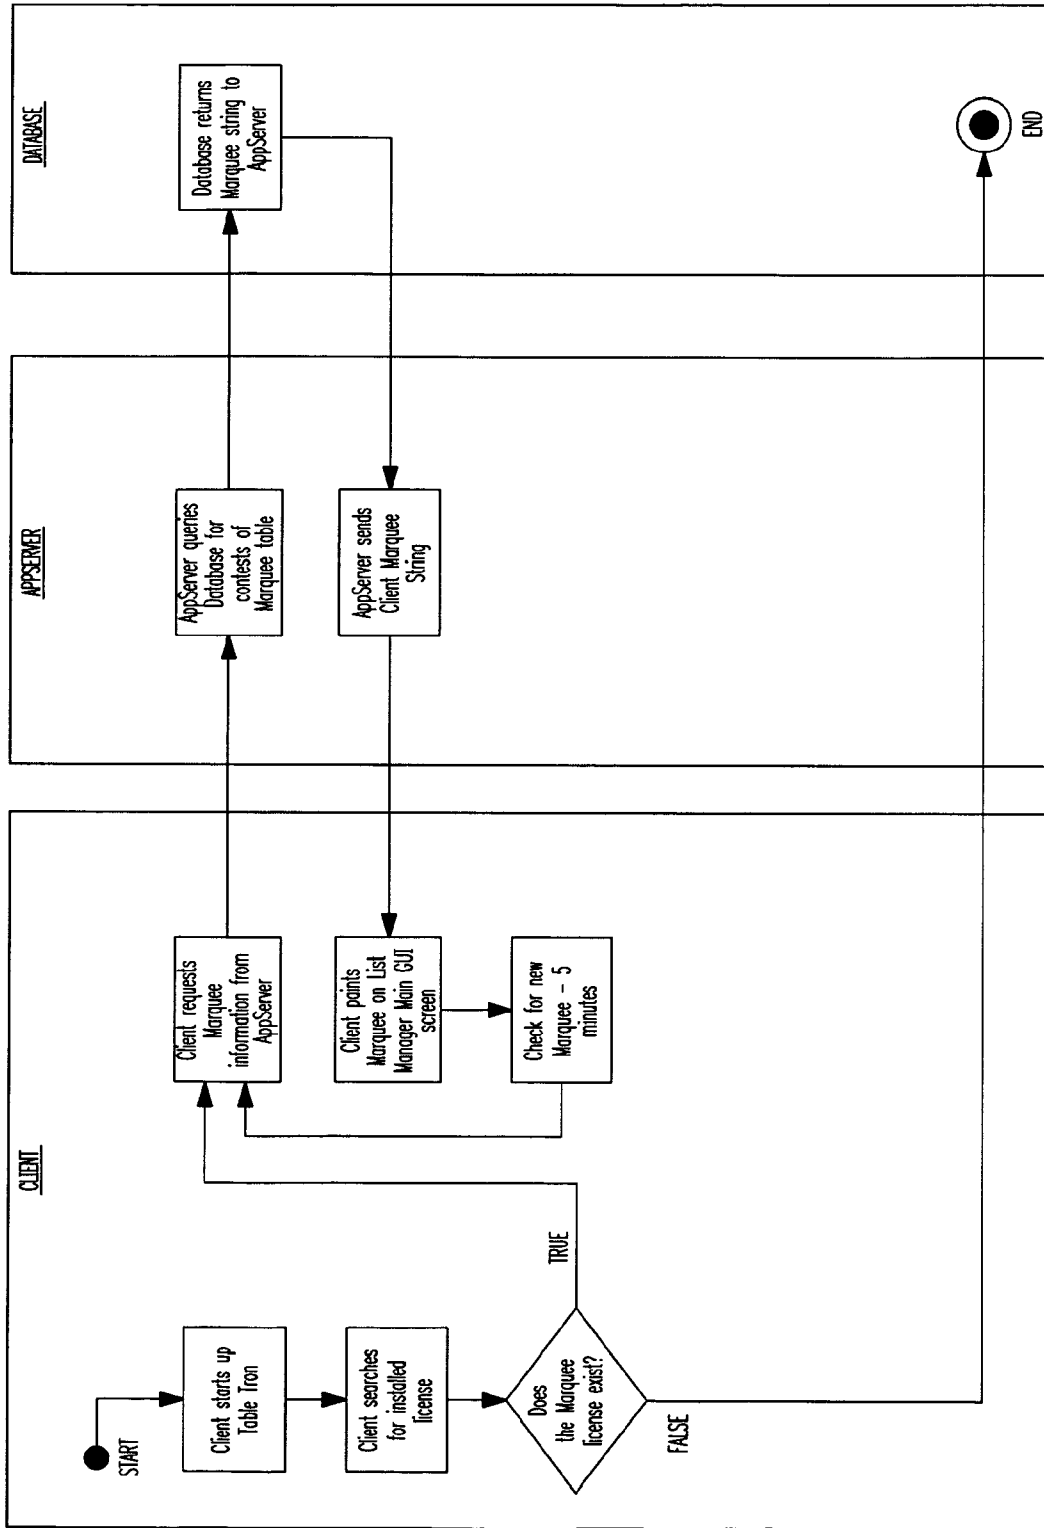 CLIENT
START
Client starts up
Table Tron
Client searches
for installed
license
Does
the Marquee
license exist?
TRUE
FALSE
Client requests
Marquee
information from
AppServer
Client paints
Marquee on List
Manager Main GUI
screen
Check for new
Marquee - 5
minutes
APPSERVER
AppServer queries
Database for
contests of
Marquee table
AppServer sends
Client Marquee
String
DATABASE
Database returns
Marquee string to
AppServer
END